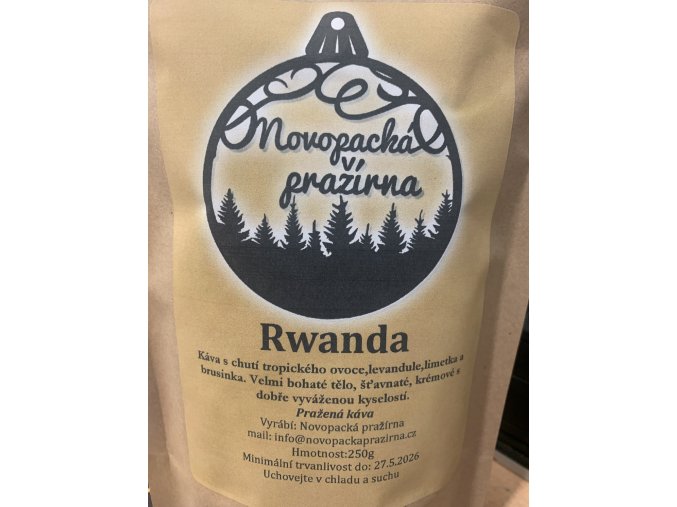 Novopacká
pražírna
Rwanda
Káva s chutí tropického ovoce,levandule,limetka a
brusinka. Velmi bohaté tělo, šťavnaté, krémové s
dobře vyváženou kyselostí.
Pražená káva
Vyrábí: Novopacká pražírna
mail: info@novopackaprazirna.cz
Hmotnost:250g
Minimální trvanlivost do: 27.5.2026
Uchovejte v chladu a suchu